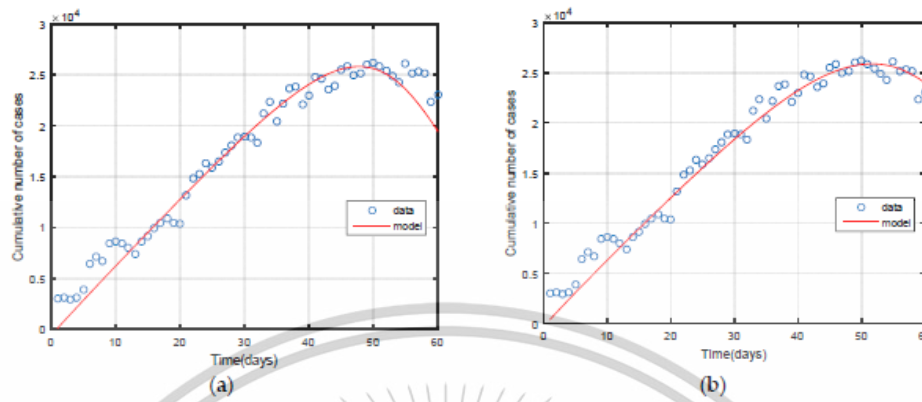 ×10⁴
3
2.5
2
1.5
1
0.5
0
Cumulative number of cases
data
model
0 10 20 30 40 50 60
Time(days)
(a)
×10⁴
3
2.5
2
1.5
1
0.5
0
Cumulative number of cases
data
model
0 10 20 30 40 50 60
Time(days)
(b)